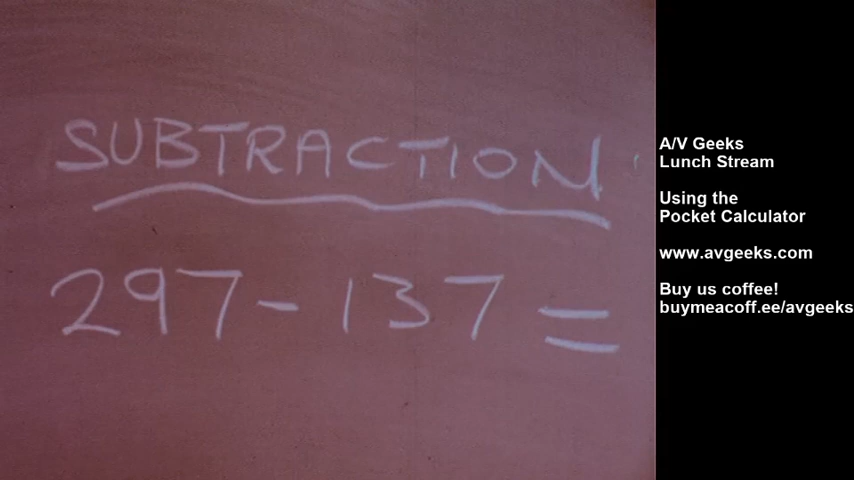 SUBTRACTION
297 - 137 =
A/V Geeks
Lunch Stream
Using the
Pocket Calculator
www.avgeeks.com
Buy us coffee!
buymeacoff.ee/avgeeks